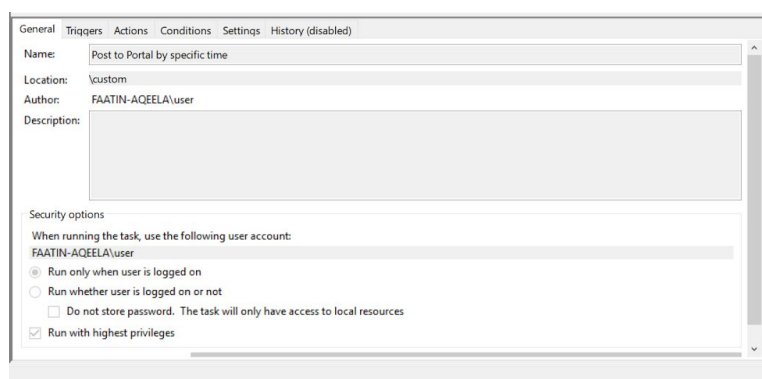 General Triggers Actions Conditions Settings History (disabled)
Name: Post to Portal by specific time
Location: \custom
Author: FAATIN-AQEELA\user
Description:
Security options
When running the task, use the following user account:
FAATIN-AQEELA\user
Run only when user is logged on
Run whether user is logged on or not
Do not store password. The task will only have access to local resources
Run with highest privileges